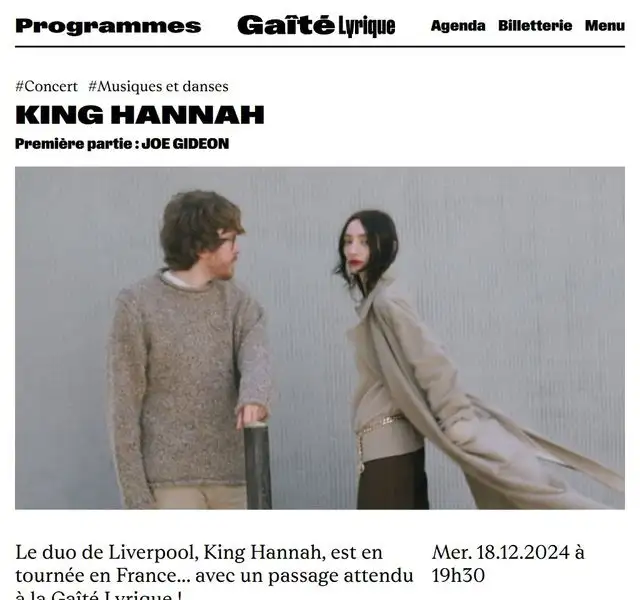 Programmes Gaîté Lyrique Agenda Billetterie Menu
#Concert #Musiques et danses
KING HANNAH
Première partie : JOE GIDEON
Le duo de Liverpool, King Hannah, est en
tournée en France... avec un passage attendu
à la Gaîté Lyrique !
Mer. 18.12.2024 à
19h30